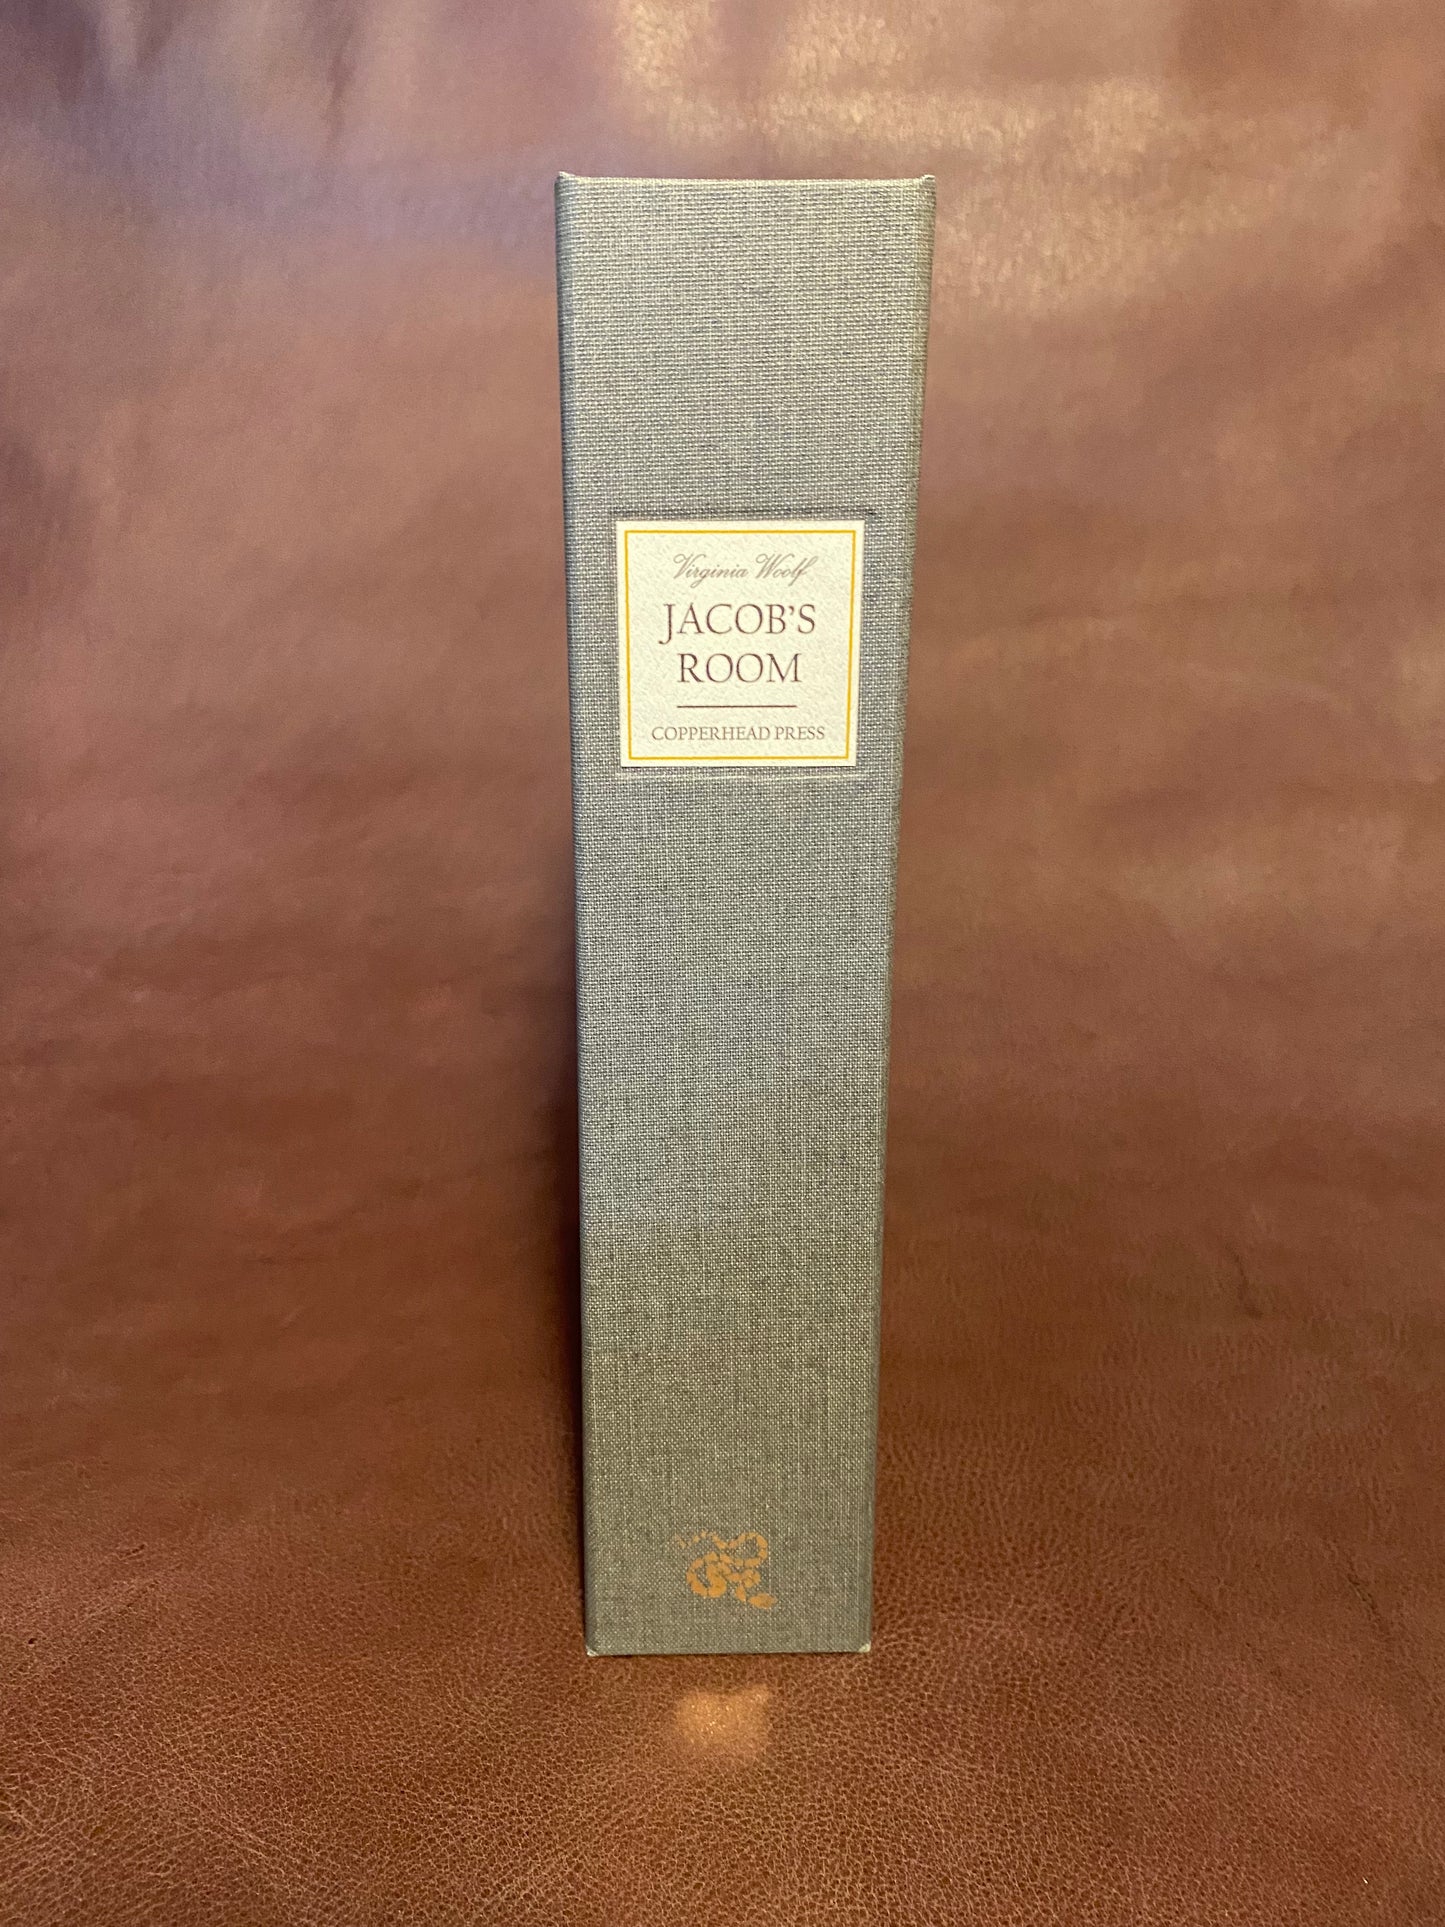 Virginia Woolf
JACOB'S
ROOM
COPPERHEAD PRESS